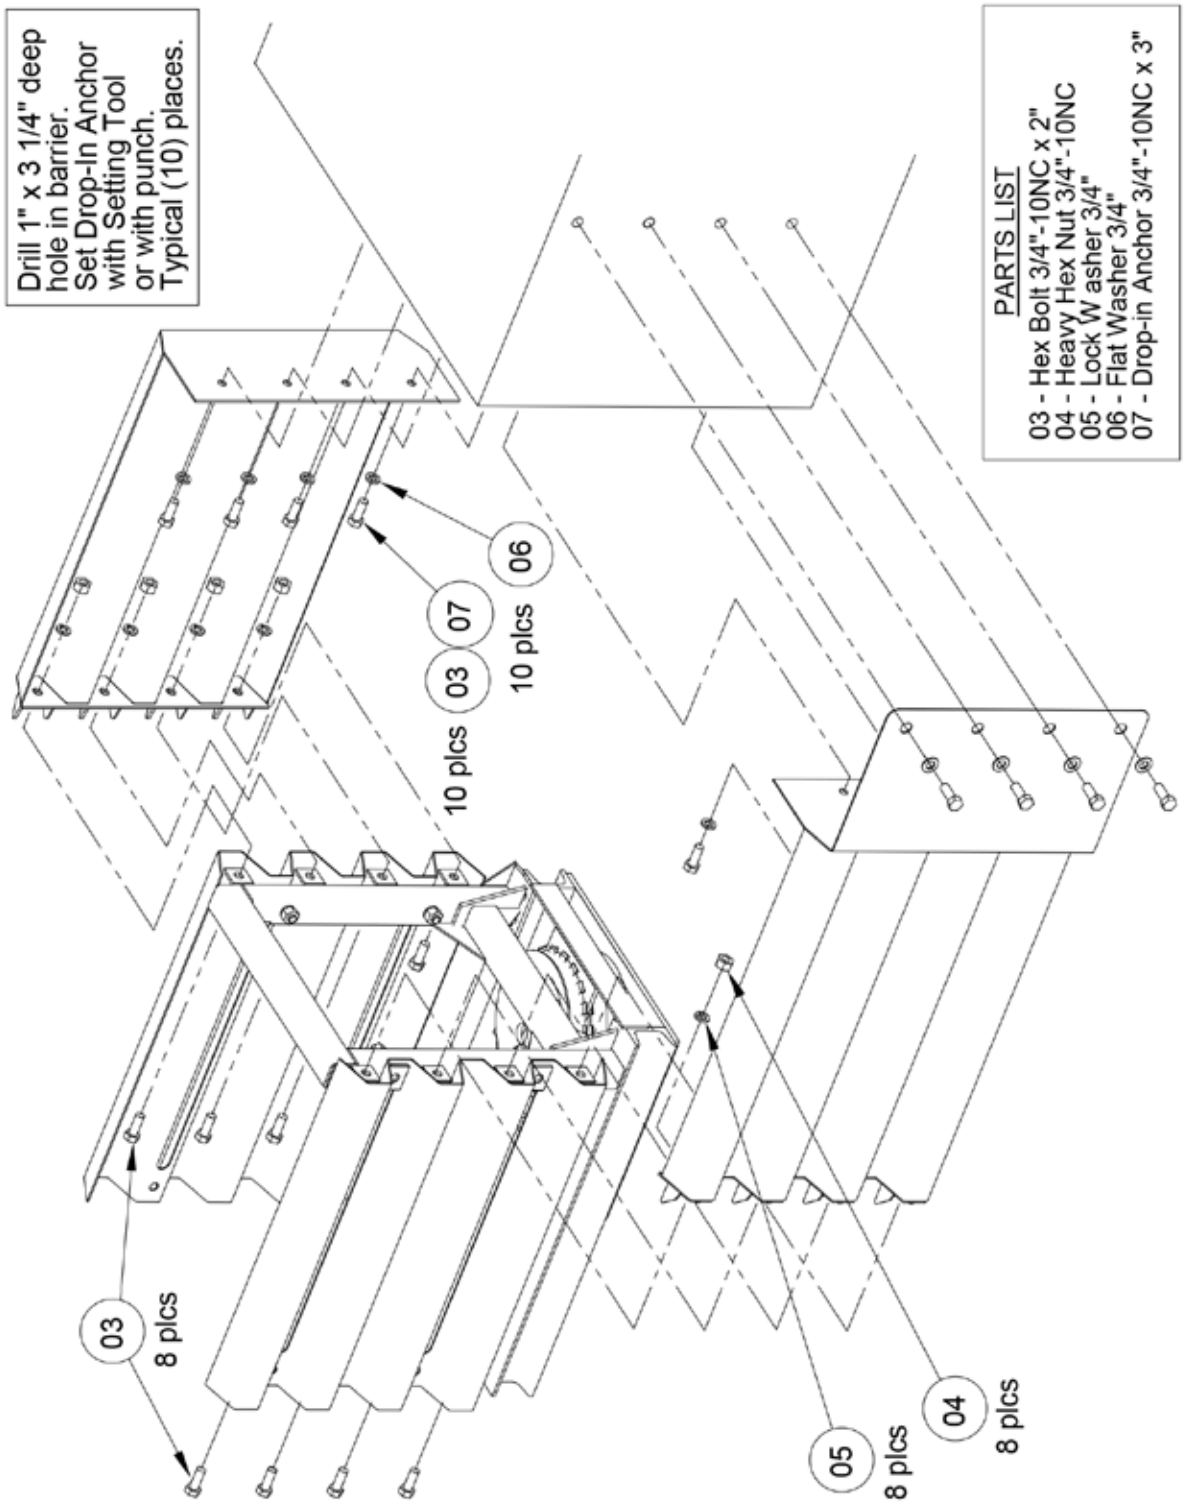 Drill 1" x 3 1/4" deep
hole in barrier.
Set Drop-In Anchor
with Setting Tool
or with punch.
Typical (10) places.
03
8 plcs
10 plcs
03
07
10 plcs
06
05
8 plcs
04
8 plcs
PARTS LIST
03 - Hex Bolt 3/4"-10NC x 2"
04 - Heavy Hex Nut 3/4"-10NC
05 - Lock W asher 3/4"
06 - Flat Washer 3/4"
07 - Drop-in Anchor 3/4"-10NC x 3"